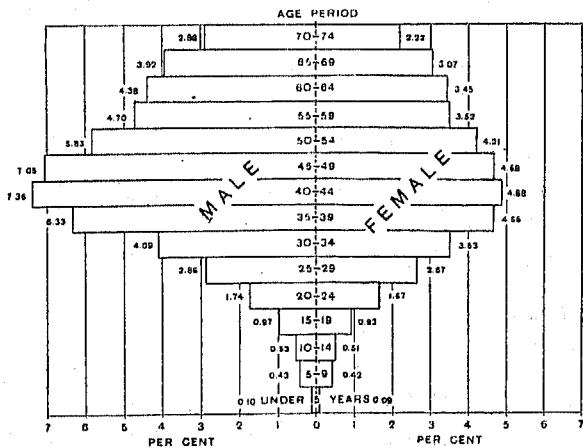 AGE PERIOD
70-74 2.22
3.92 65-69 3.07
4.38 60-64 3.45
4.70 55-59 3.52
5.83 50-54 4.21
7.05 45-49 4.68
7.36 40-44 4.88
MALE
FEMALE
6.33 35-39
4.09 30-34 3.53
2.86 25-29 2.67
1.74 20-24 1.67
0.97 15-19 0.93
0.53 10-14 0.51
0.43 5-9 0.42
0.10 UNDER 5 YEARS 0.09
7 6 5 4 3 2 1 0 1 2 3 4 5 6 7
PER CENT PER CENT